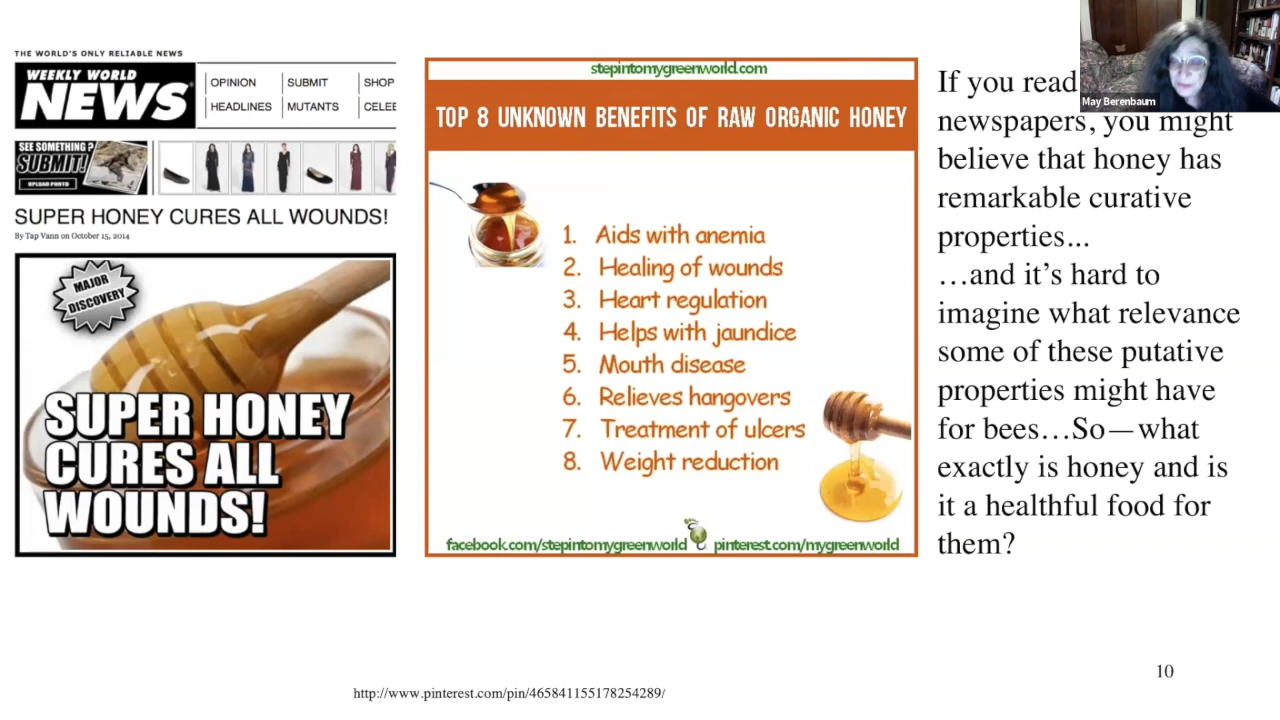 THE WORLD'S ONLY RELIABLE NEWS
WEEKLY WORLD
NEWS
OPINION SUBMIT SHOP
HEADLINES MUTANTS CELE
SEE SOMETHING?
SUBMIT!
UPLOAD PHOTO
SUPER HONEY CURES ALL WOUNDS!
By Tap Vann on October 15, 2014
MAJOR
DISCOVERY
SUPER HONEY
CURES ALL
WOUNDS!
stepintomygreenworld.com
TOP 8 UNKNOWN BENEFITS OF RAW ORGANIC HONEY
1. Aids with anemia
2. Healing of wounds
3. Heart regulation
4. Helps with jaundice
5. Mouth disease
6. Relieves hangovers
7. Treatment of ulcers
8. Weight reduction
facebook.com/stepintomygreenworld pinterest.com/mygreenworld
If you read
newspapers, you might
believe that honey has
remarkable curative
properties...
…and it's hard to
imagine what relevance
some of these putative
properties might have
for bees…So—what
exactly is honey and is
it a healthful food for
them?
May Berenbaum
10
http://www.pinterest.com/pin/465841155178254289/